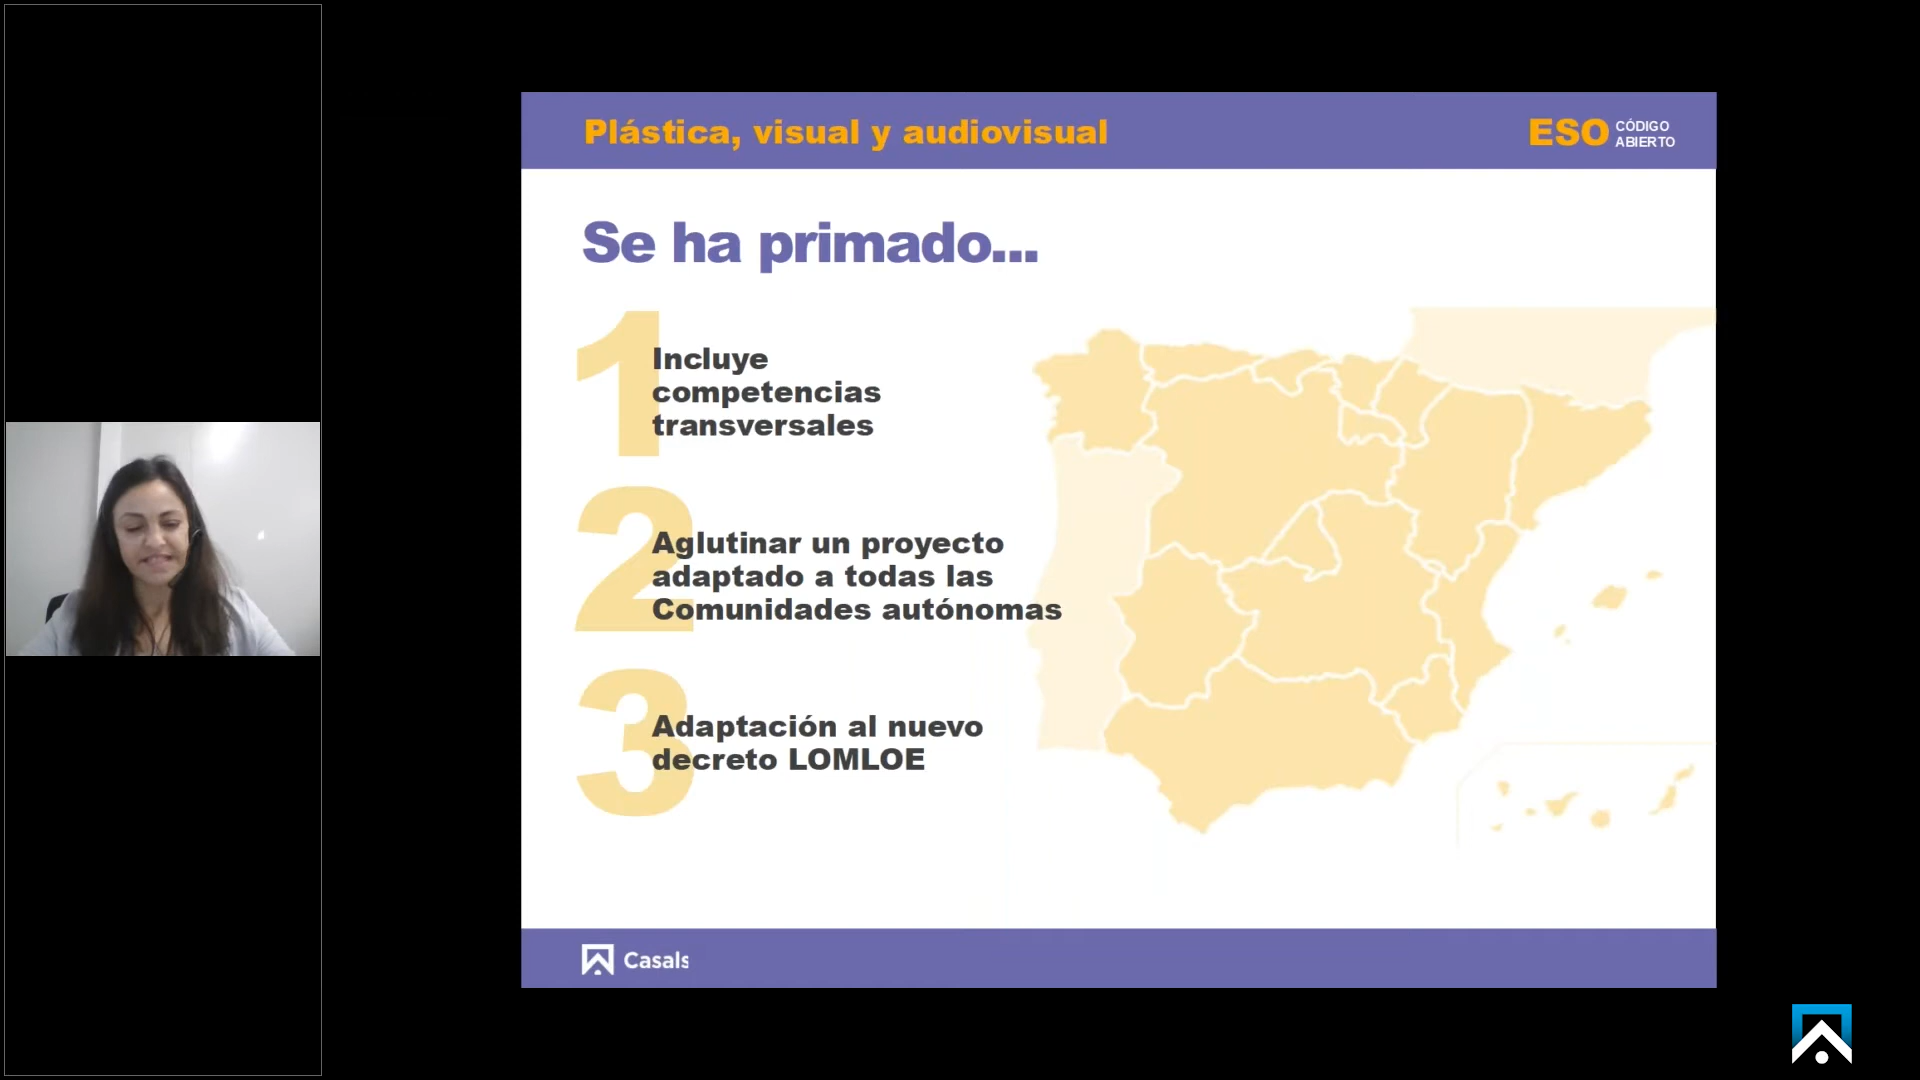 Plástica, visual y audiovisual
ESO CÓDIGO
ABIERTO
Se ha primado...
1
Incluye
competencias
transversales
2
Aglutinar un proyecto
adaptado a todas las
Comunidades autónomas
3
Adaptación al nuevo
decreto LOMLOE
Casals